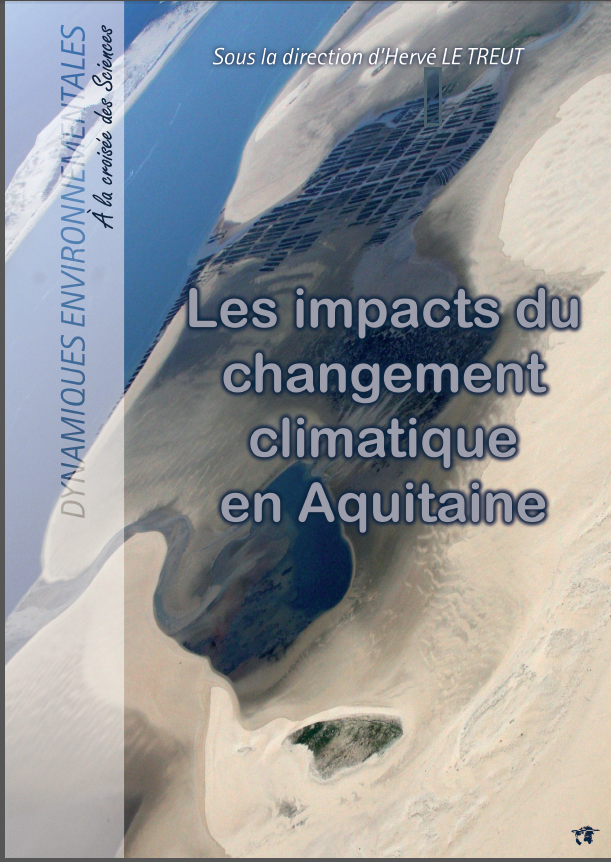 Sous la direction d'Hervé LE TREUT
DYNAMIQUES ENVIRONNEMENTALES
À la croisée des Sciences
Les impacts du
changement
climatique
en Aquitaine